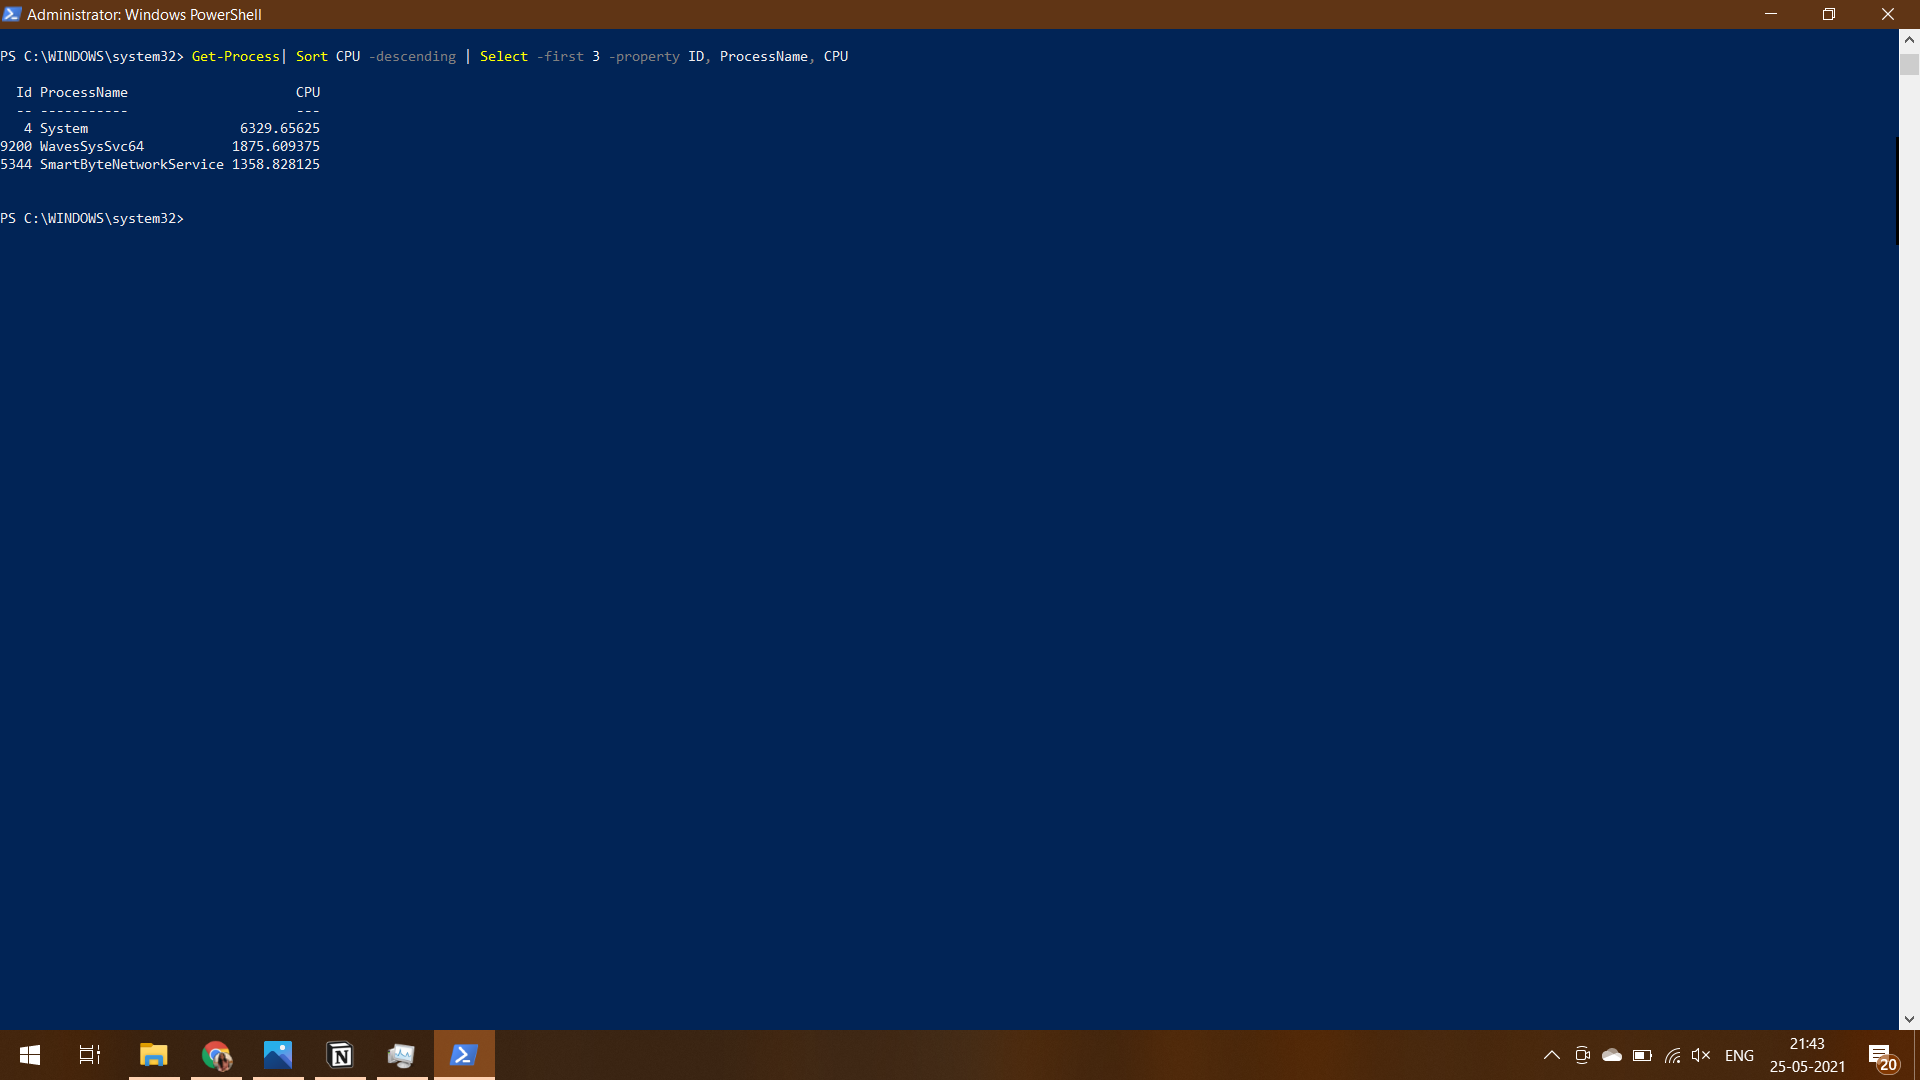 Administrator: Windows PowerShell
PS C:\WINDOWS\system32> Get-Process| Sort CPU -descending | Select -first 3 -property ID, ProcessName, CPU
Id ProcessName CPU
-- ----------- ---
4 System 6329.65625
9200 WavesSysSvc64 1875.609375
5344 SmartByteNetworkService 1358.828125
PS C:\WINDOWS\system32>
ENG
21:43
25-05-2021
20